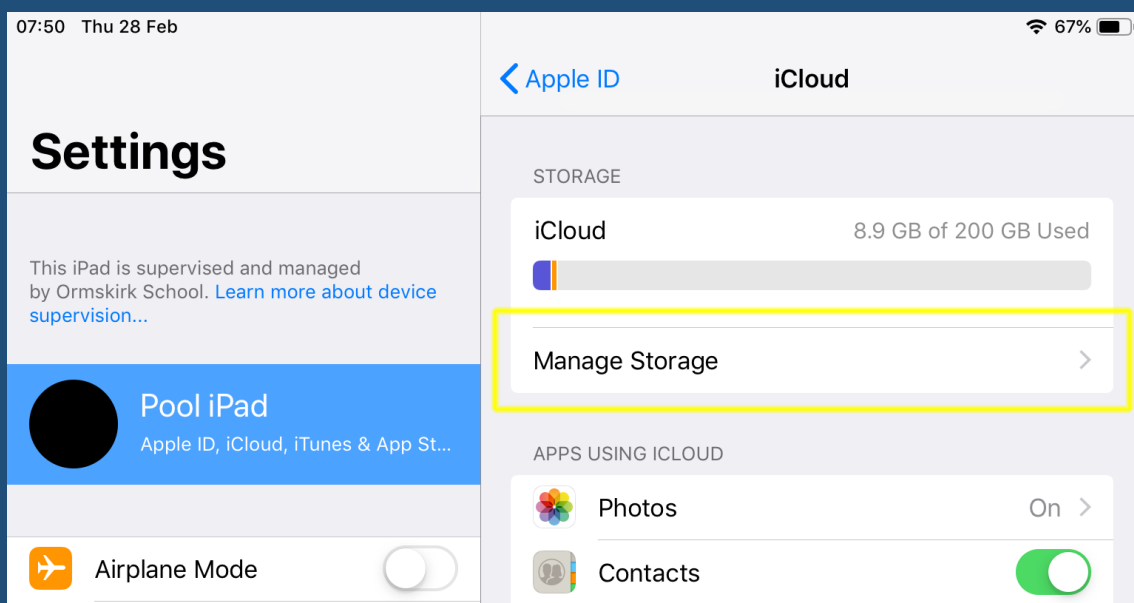 07:50 Thu 28 Feb
67%
Settings
This iPad is supervised and managed
by Ormskirk School. Learn more about device
supervision...
Pool iPad
Apple ID, iCloud, iTunes & App St...
Airplane Mode
Apple ID
iCloud
STORAGE
iCloud 8.9 GB of 200 GB Used
Manage Storage
APPS USING ICLOUD
Photos On
Contacts